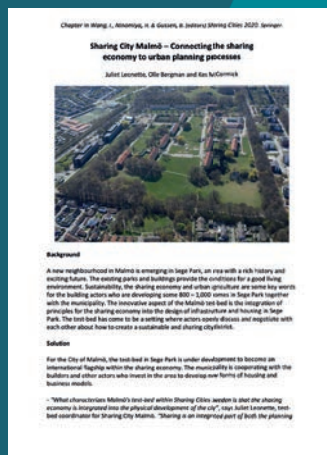 Chapter in Wang, J., Ninomiya, N. & Gussen, B. (editors) Sharing Cities 2020. Springer.
Sharing City Malmö – Connecting the sharing
economy to urban planning processes
Juliet Leonette, Olle Bergman and Kes McCormick
Background
A new neighbourhood in Malmö is emerging in Sege Park, an area with a rich history and
exciting future. The existing parks and buildings provide the conditions for a good living
environment. Sustainability, the sharing economy and urban agriculture are some key words
for the building actors who are developing some 800 – 1,000 homes in Sege Park together
with the municipality. The innovative aspect of the Malmö test-bed is the integration of
principles for the sharing economy into the design of infrastructure and housing in Sege
Park. The test-bed has come to be a setting where actors openly discuss and negotiate with
each other about how to create a sustainable and sharing city district.
Solution
For the City of Malmö, the test-bed in Sege Park is under development to become an
international flagship within the sharing economy. The municipality is cooperating with the
builders and other actors who invest in the area to develop new forms of housing and
business models.
- "What characterizes Malmö's test-bed within Sharing Cities Sweden is that the sharing
economy is integrated into the physical development of the city", says Juliet Leonette, test-
bed coordinator for Sharing City Malmö. "Sharing is an integrated part of both the planning